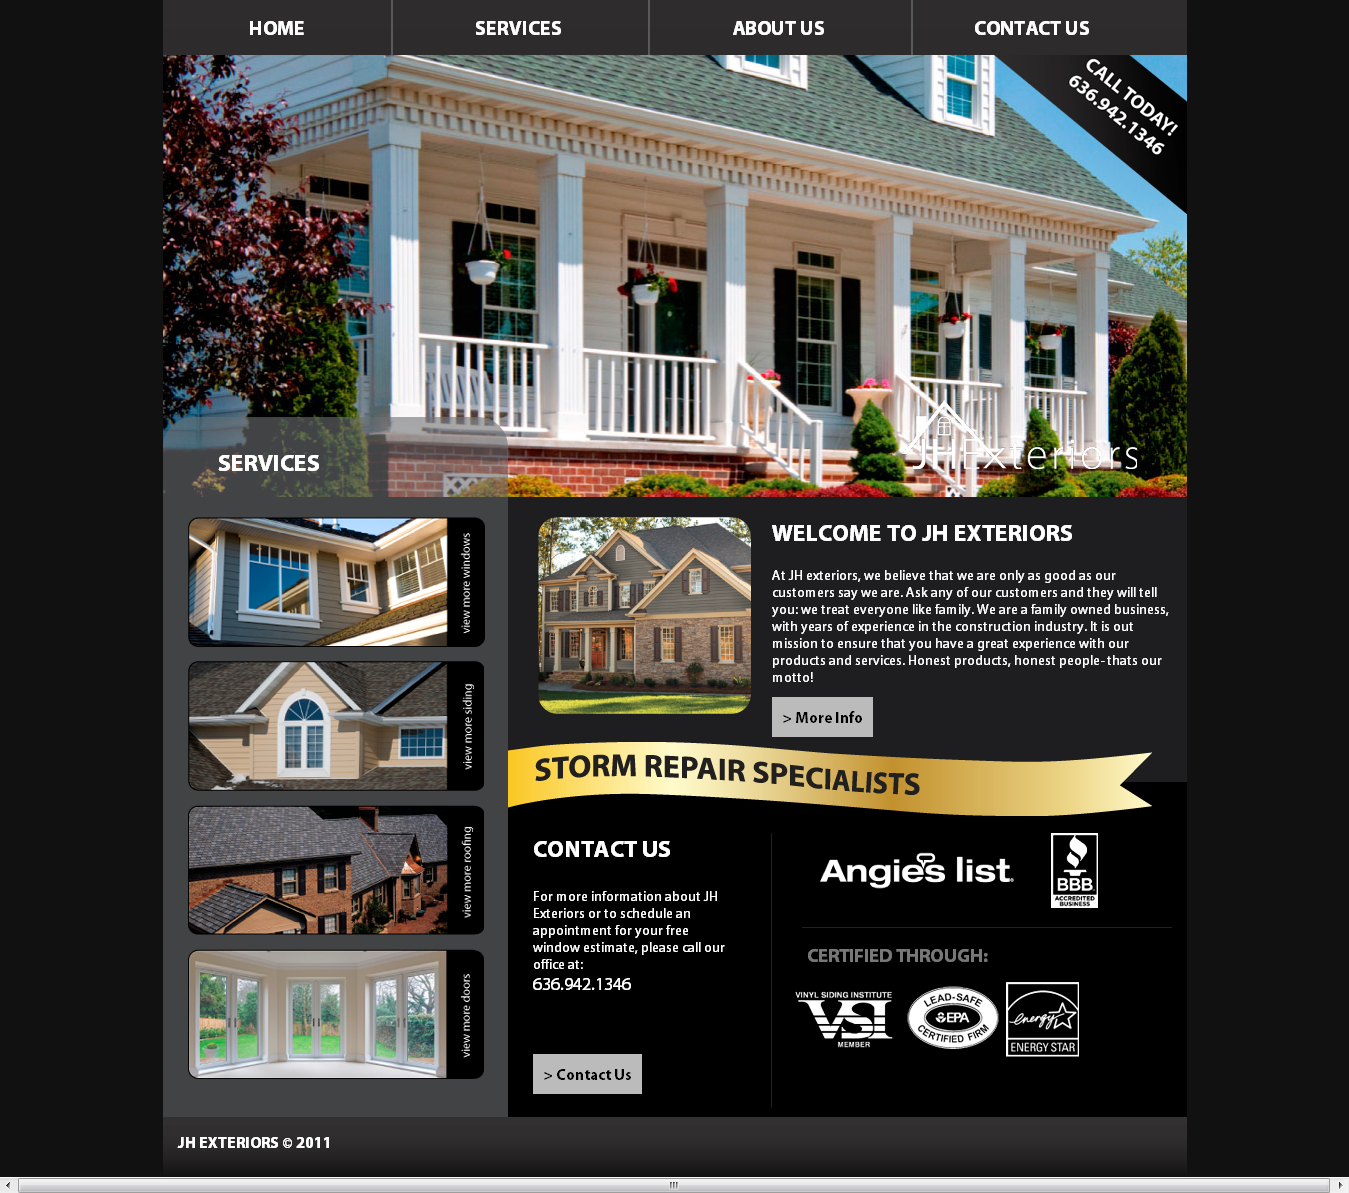 HOME
SERVICES
ABOUT US
CONTACT US
CALL TODAY!
636.942.1346
JH Exteriors
SERVICES
view more windows
view more siding
view more roofing
view more doors
WELCOME TO JH EXTERIORS
At JH exteriors, we believe that we are only as good as our
customers say we are. Ask any of our customers and they will tell
you: we treat everyone like family. We are a family owned business,
with years of experience in the construction industry. It is out
mission to ensure that you have a great experience with our
products and services. Honest products, honest people- thats our
motto!
> More Info
STORM REPAIR SPECIALISTS
CONTACT US
For more information about JH
Exteriors or to schedule an
appointment for your free
window estimate, please call our
office at:
636.942.1346
> Contact Us
Angie's list.
BBB.
ACCREDITED
BUSINESS
CERTIFIED THROUGH:
VINYL SIDING INSTITUTE
VSI
MEMBER
LEAD-SAFE
EPA
CERTIFIED FIRM
energy
ENERGY STAR
JH EXTERIORS © 2011